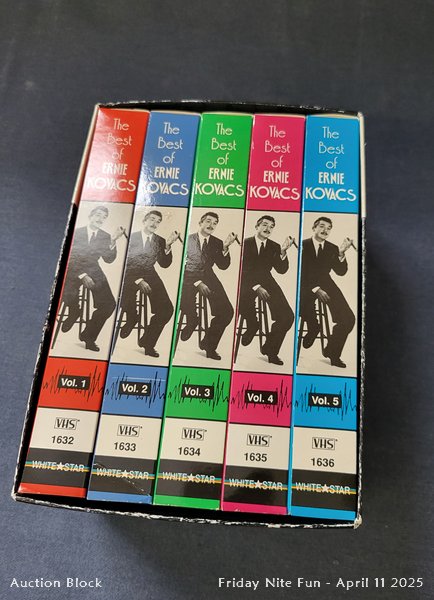 The
Best
of
ERNIE
KOVACS
Vol. 1
VHS
1632
WHITE★STAR
The
Best
of
ERNIE
KOVACS
Vol. 2
VHS
1633
WHITE★STAR
The
Best
of
ERNIE
KOVACS
Vol. 3
VHS
1634
WHITE★STAR
The
Best
of
ERNIE
KOVACS
Vol. 4
VHS
1635
WHITE★STAR
The
Best
of
ERNIE
KOVACS
Vol. 5
VHS
1636
WHITE★STAR
Auction Block
Friday Nite Fun - April 11 2025